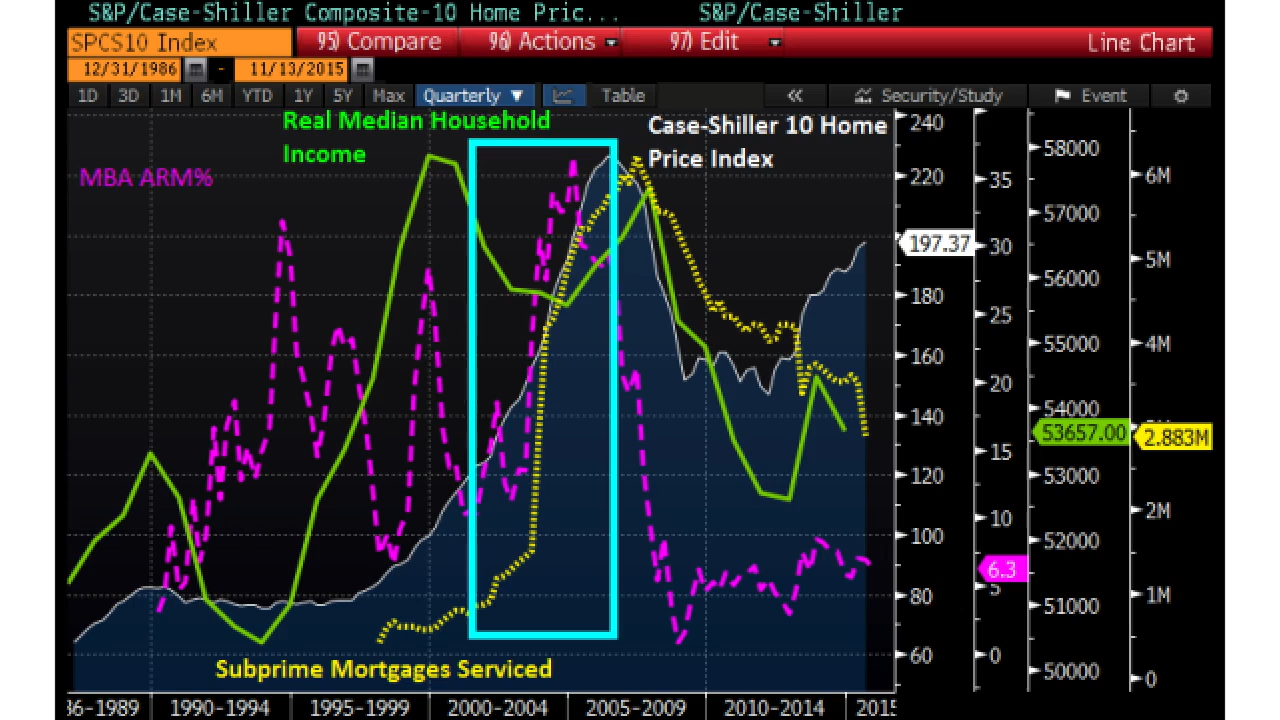 S&P/Case-Shiller Composite-10 Home Pric... S&P/Case-Shiller
SPCS10 Index 95) Compare 96) Actions 97) Edit Line Chart
12/31/1986 - 11/13/2015
1D 3D 1M 6M YTD 1Y 5Y Max Quarterly ▼ Table « Security/Study Event
Real Median Household
Income
Case-Shiller 10 Home
Price Index
MBA ARM%
240
220
197.37
180
160
140
120
100
80
60
35
30
25
20
15
10
6.3
5
0
58000
57000
56000
55000
54000
53657.00
53000
52000
51000
50000
6M
5M
4M
2.883M
2M
1M
0
Subprime Mortgages Serviced
86-1989 1990-1994 1995-1999 2000-2004 2005-2009 2010-2014 2015